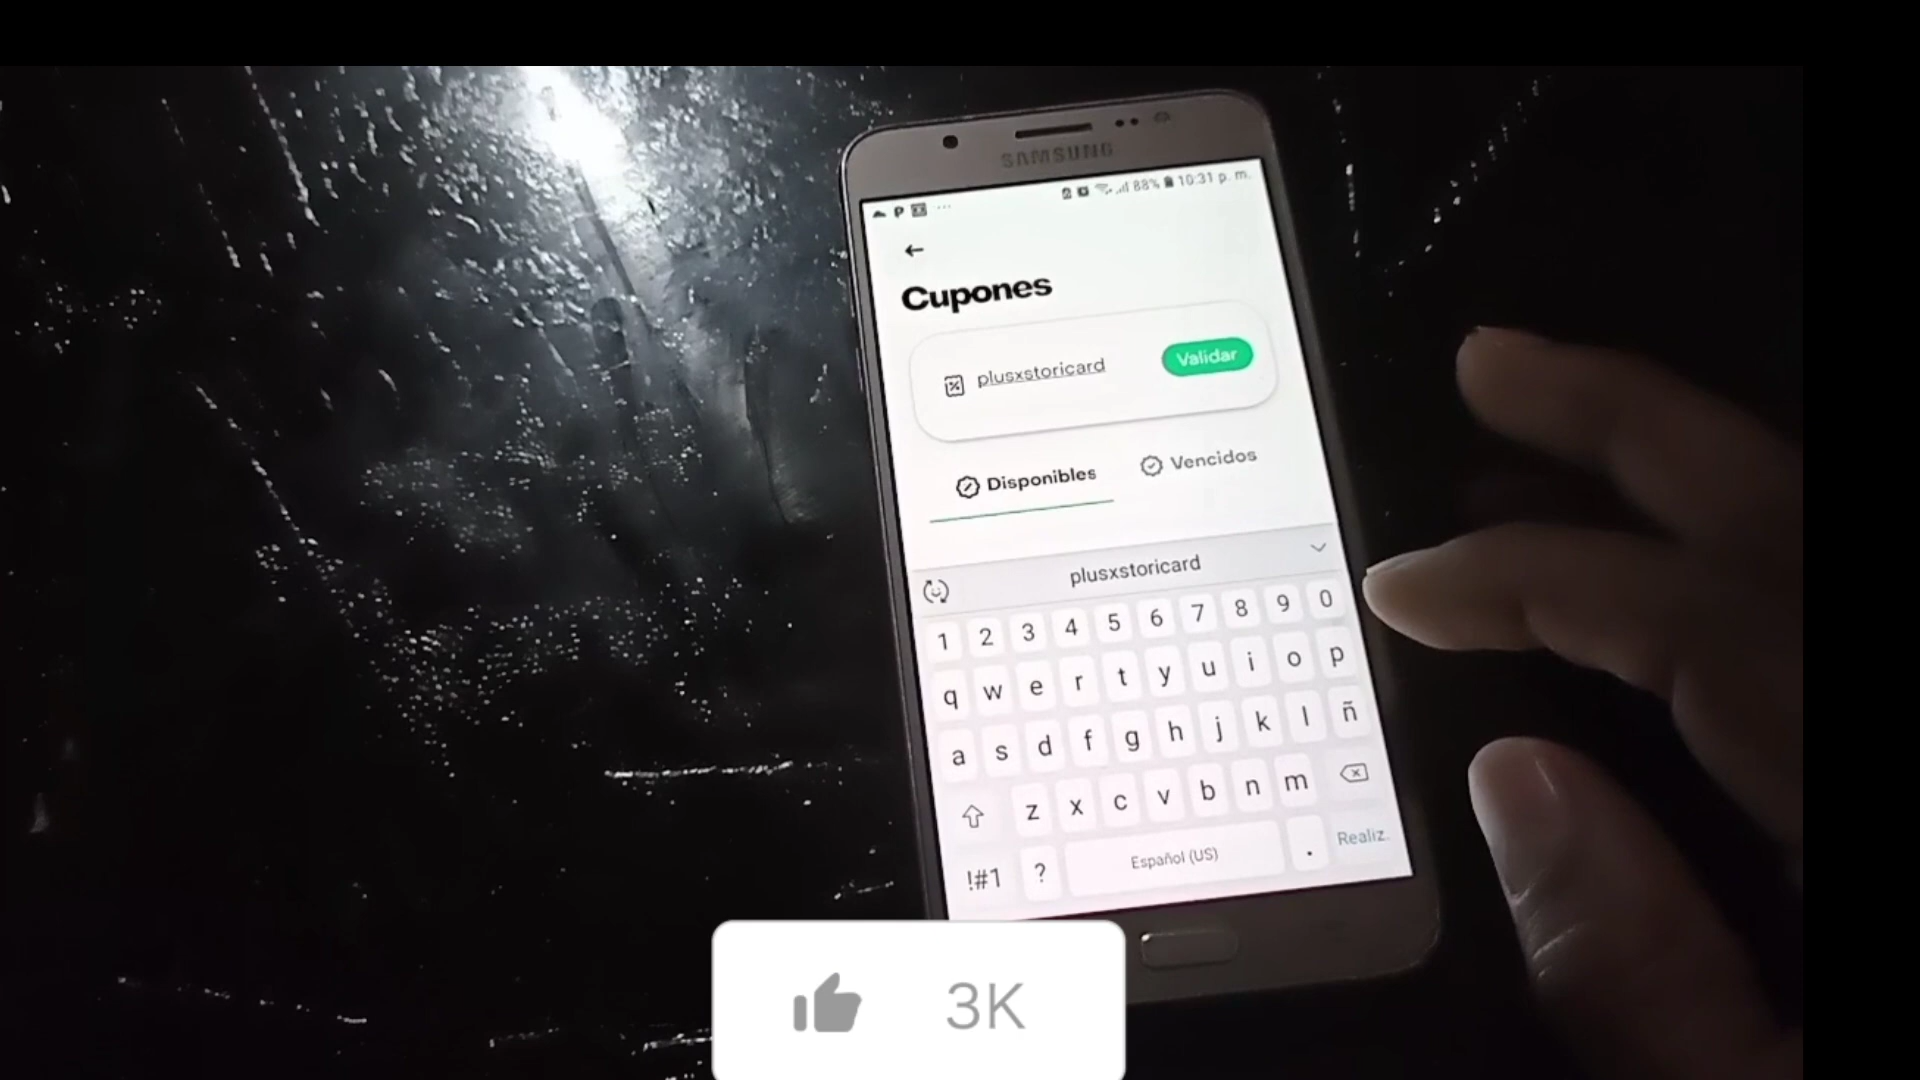 SAMSUNG
88% 10:31 p. m.
Cupones
plusxstoricard
Validar
Disponibles
Vencidos
plusxstoricard
1 2 3 4 5 6 7 8 9 0
q w e r t y u i o p
a s d f g h j k l ñ
z x c v b n m
!#1 ? Español (US) . Realiz.
3K